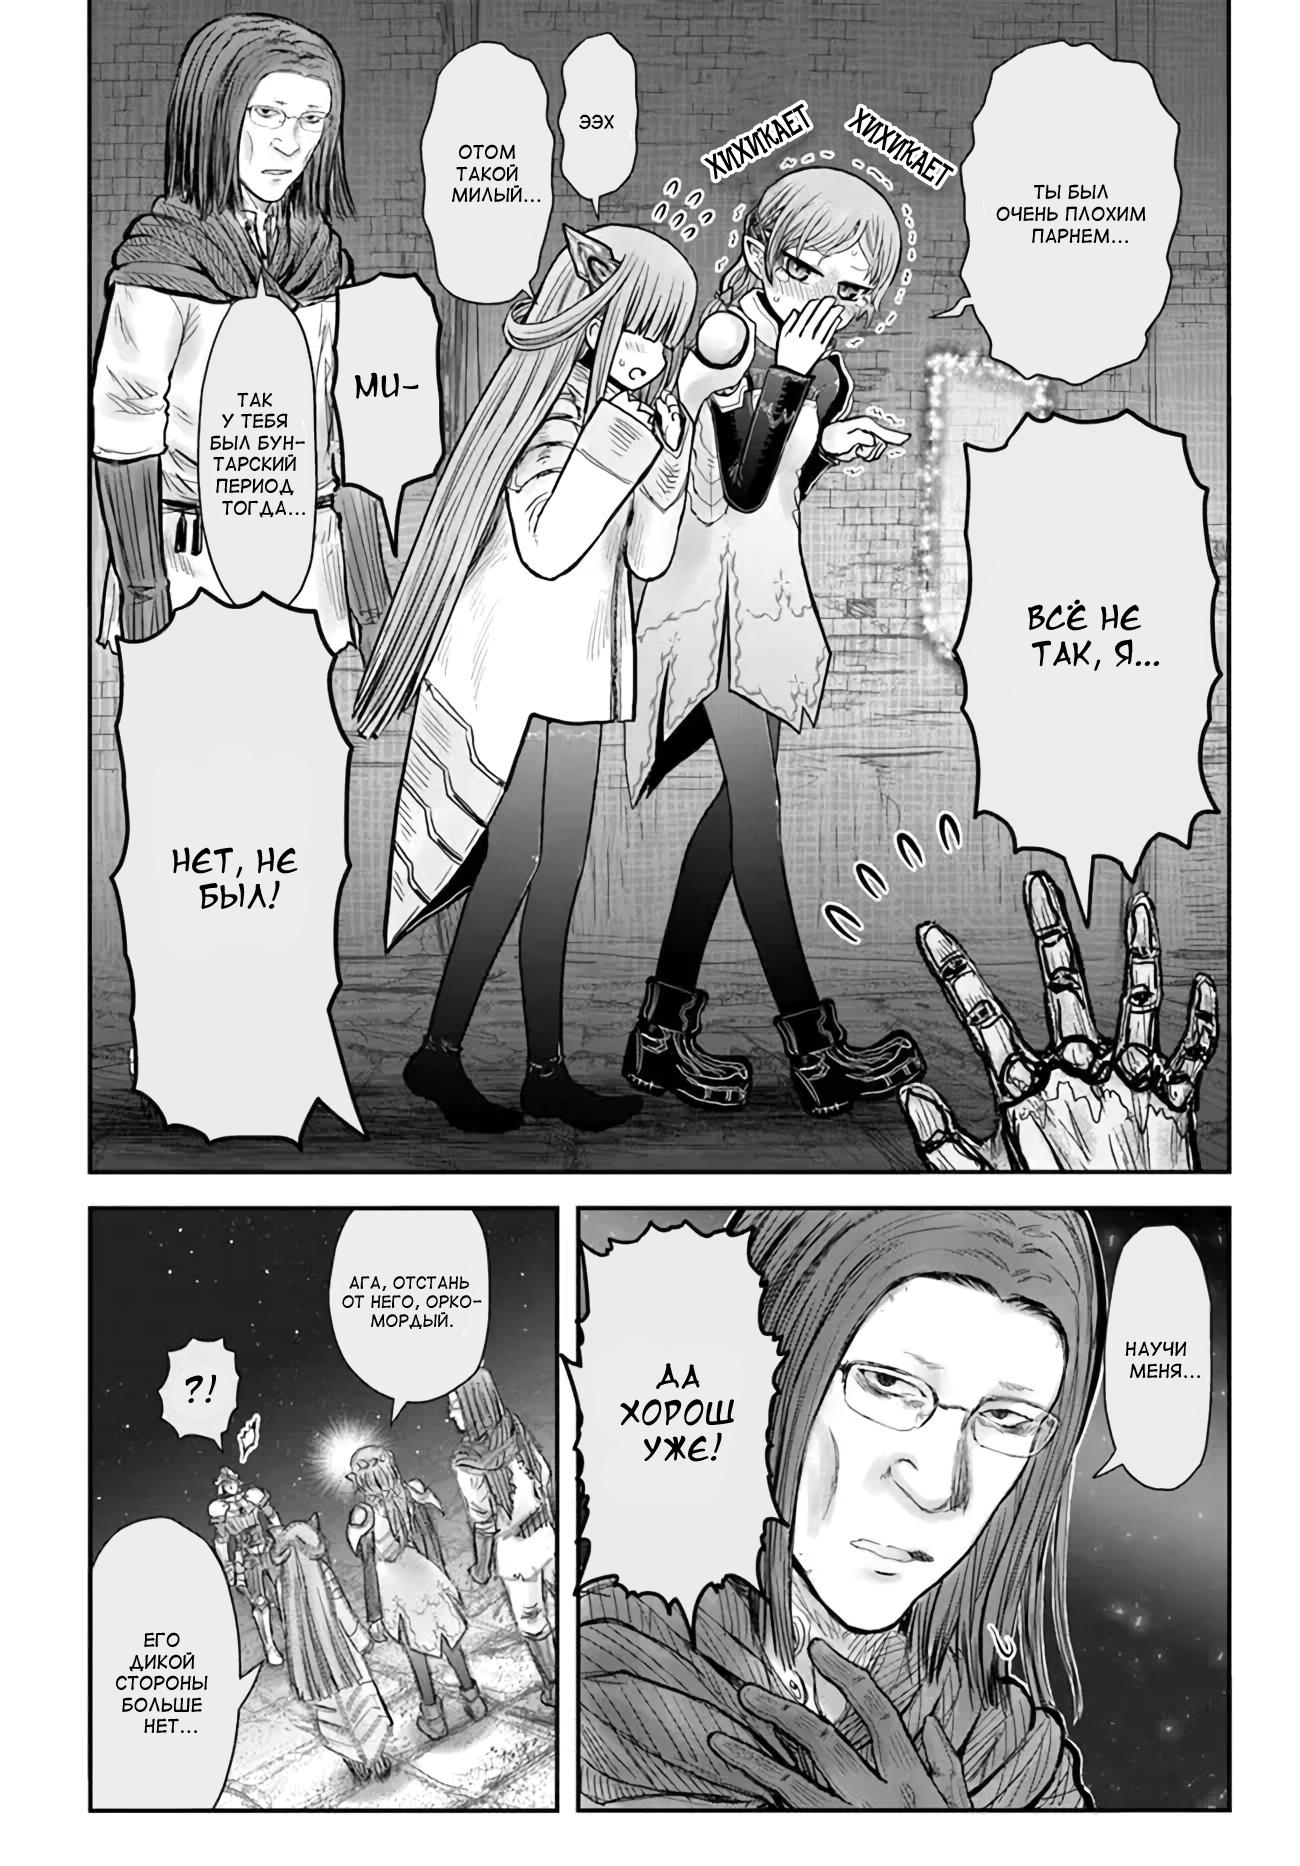 ТЫ БЫЛ
ОЧЕНЬ ПЛОХИМ
ПАРНЕМ...
ХИХИКАЕТ
ХИХИКАЕТ
ВСЁ НЕ
ТАК, Я...
ЭЭХ
ОТОМ
ТАКОЙ
МИЛЫЙ...
МИ-
ТАК
У ТЕБЯ
БЫЛ БУН-
ТАРСКИЙ
ПЕРИОД
ТОГДА...
НЕТ, НЕ
БЫЛ!
НАУЧИ
МЕНЯ...
ДА
ХОРОШ
УЖЕ!
АГА, ОТСТАНЬ
ОТ НЕГО, ОРКО-
МОРДЫЙ.
?!
ЕГО
ДИКОЙ
СТОРОНЫ
БОЛЬШЕ
НЕТ...